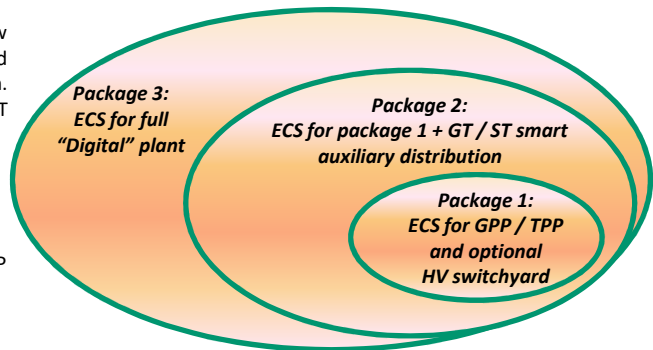 w
d
.
T
P
Package 3:
ECS for full
“Digital” plant
Package 2:
ECS for package 1 + GT / ST smart
auxiliary distribution
Package 1:
ECS for GPP / TPP
and optional
HV switchyard